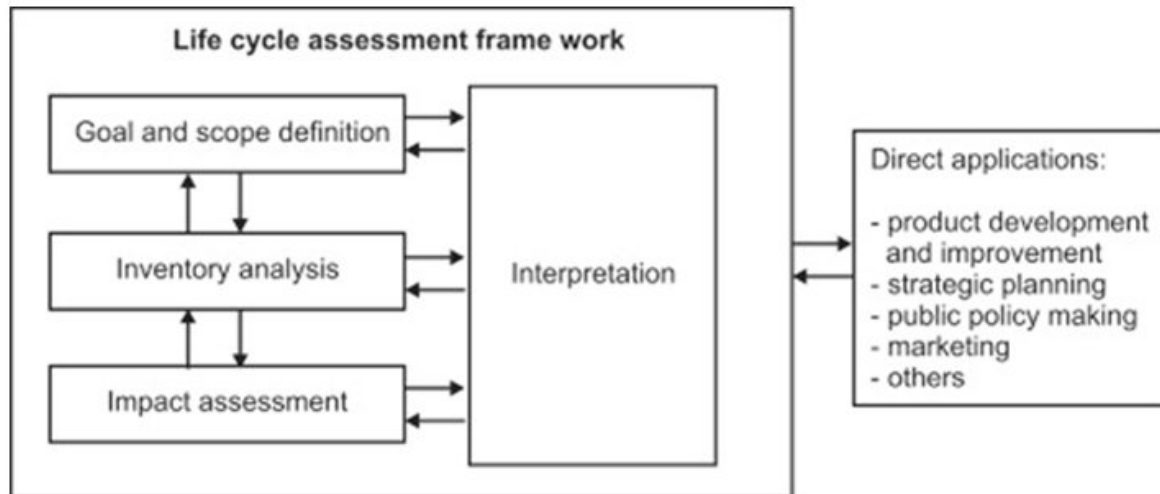 Life cycle assessment frame work
Goal and scope definition
Inventory analysis
Impact assessment
Interpretation
Direct applications:
- product development
and improvement
- strategic planning
- public policy making
- marketing
- others